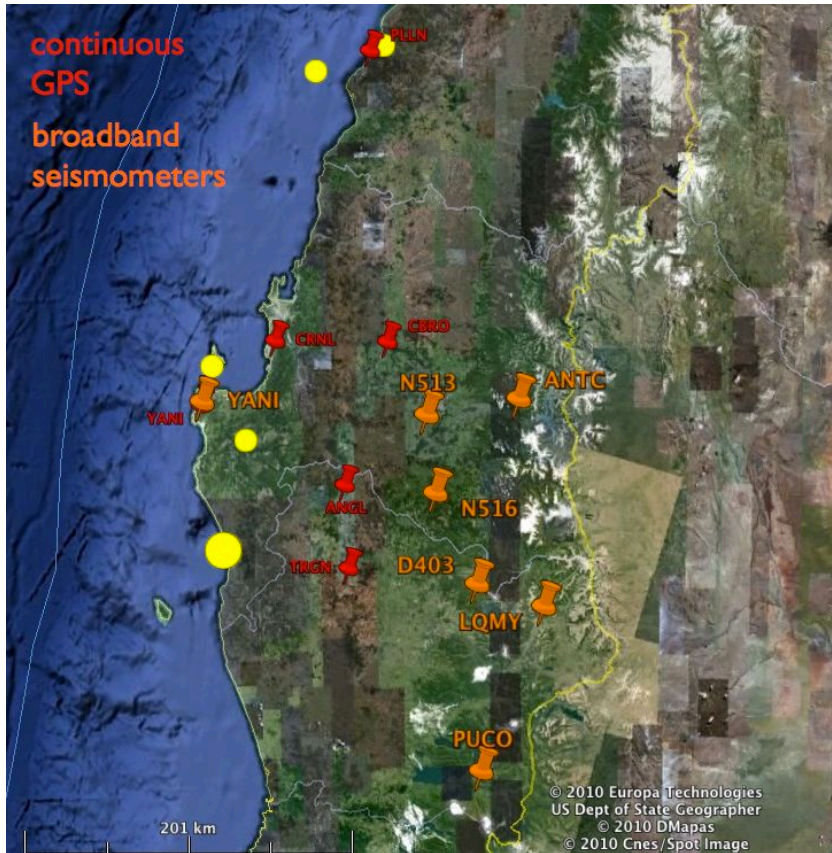 continuous
GPS
broadband
seismometers
PLLN
CRNL
CBRO
N513
ANTC
YANI
YANI
ANGL
N516
D403
TRGN
LQMY
PUCO
201 km
© 2010 Europa Technologies
US Dept of State Geographer
© 2010 DMapas
© 2010 Cnes/Spot Image